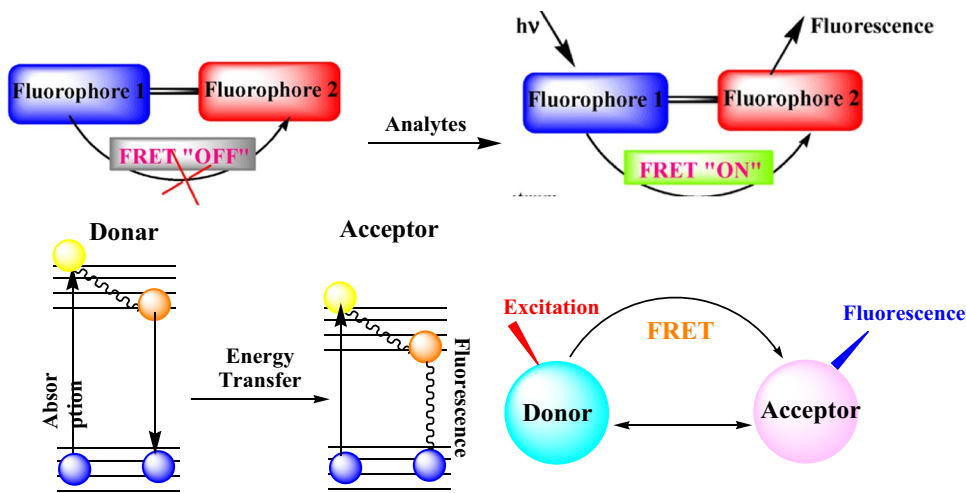 hν
Fluorescence
Fluorophore 1
Fluorophore 2
FRET "OFF"
Analytes
Fluorophore 1
Fluorophore 2
FRET "ON"
Donar
Acceptor
Absor
ption
Energy
Transfer
Fluorescence
Excitation
FRET
Fluorescence
Donor
Acceptor